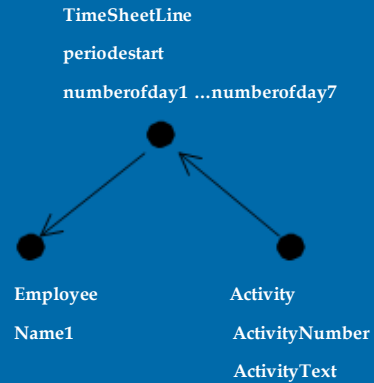 TimeSheetLine
periodestart
numberofday1 ...numberofday7
Employee
Name1
Activity
ActivityNumber
ActivityText